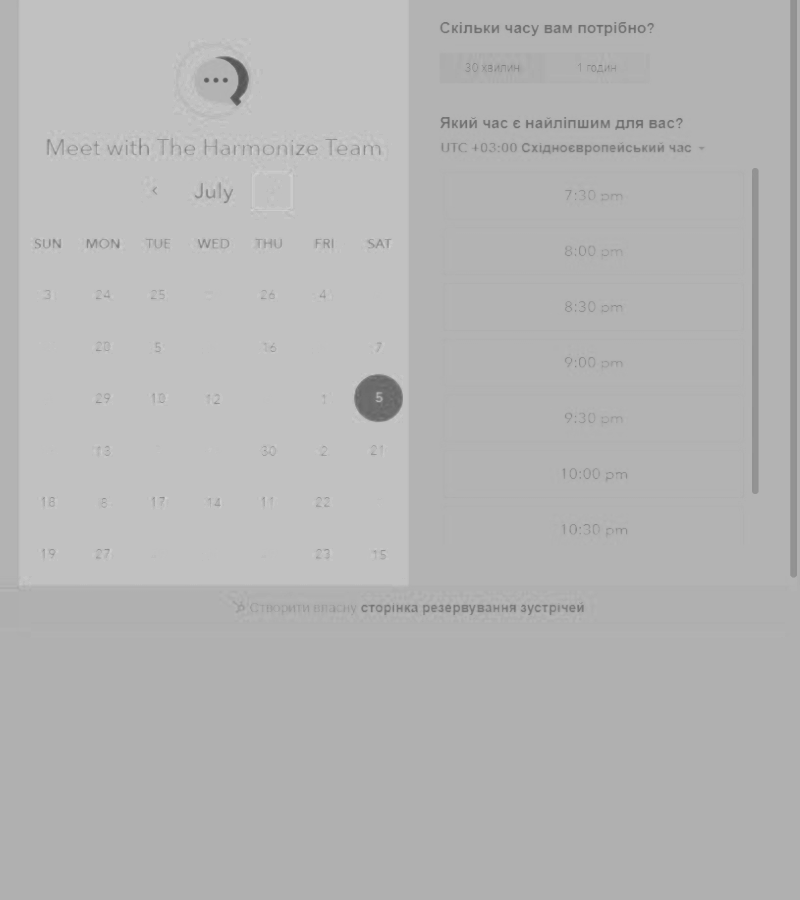 Meet with The Harmonize Team
July
SUN MON TUE WED THU FRI SAT
3 24 25 26 4
20 5 16 7
29 10 12 1 5
13 30 2 21
18 8 17 14 11 22
19 27 23 15
Скільки часу вам потрібно?
30 хвилин 1 годин
Який час є найліпшим для вас?
UTC +03:00 Східноєвропейський час
7:30 pm
8:00 pm
8:30 pm
9:00 pm
9:30 pm
10:00 pm
10:30 pm
Створити власну сторінка резервування зустрічей